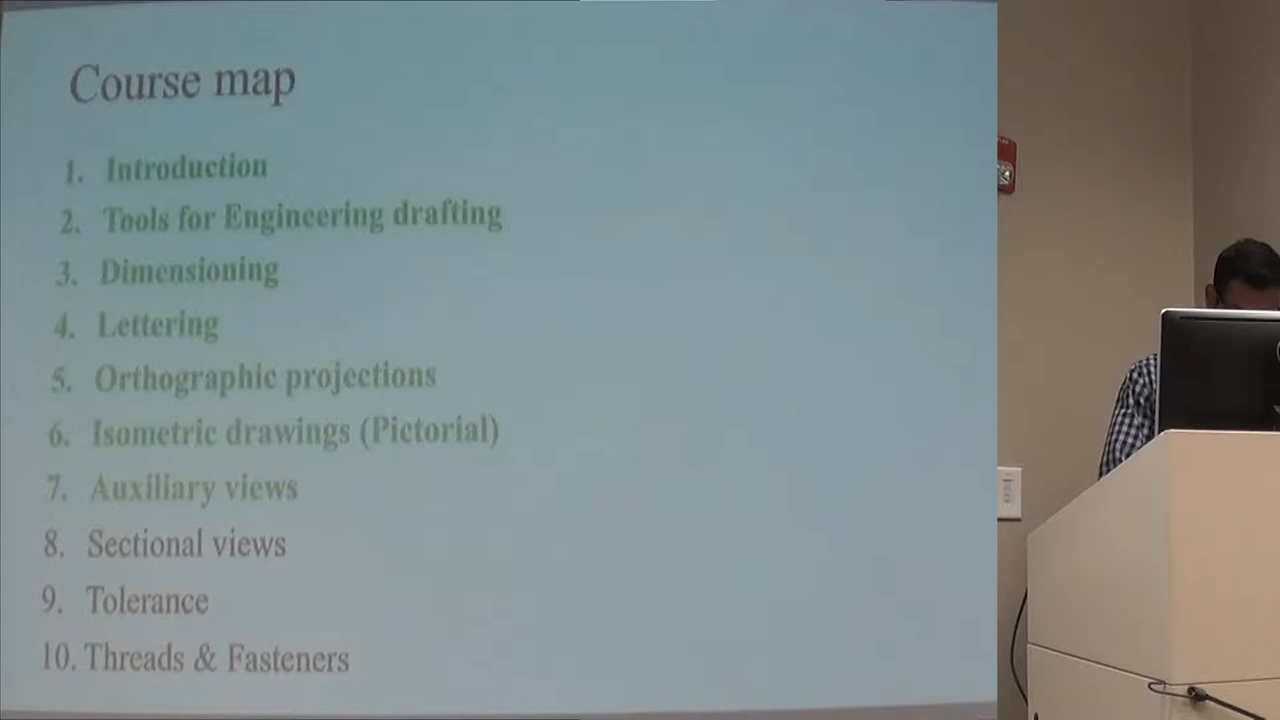 Course map
1. Introduction
2. Tools for Engineering drafting
3. Dimensioning
4. Lettering
5. Orthographic projections
6. Isometric drawings (Pictorial)
7. Auxiliary views
8. Sectional views
9. Tolerance
10. Threads & Fasteners